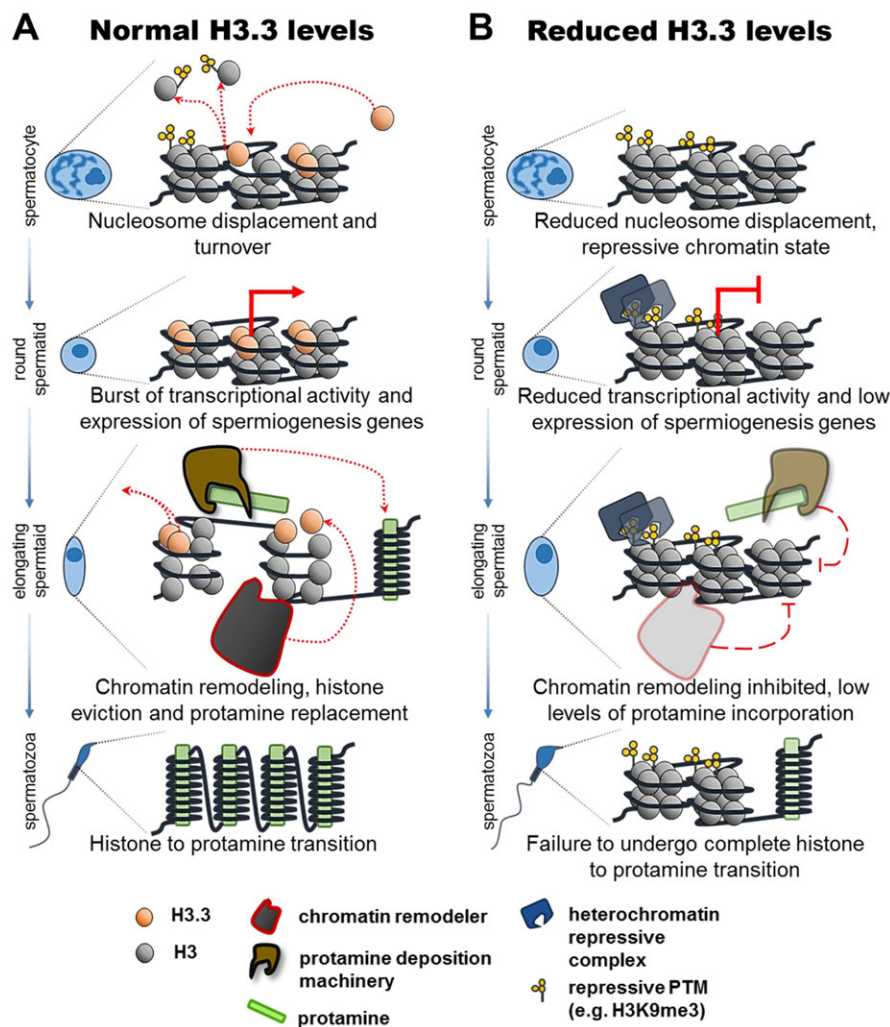 A Normal H3.3 levels
spermatocyte
Nucleosome displacement and
turnover
round
spermatid
Burst of transcriptional activity and
expression of spermiogenesis genes
elongating
spermtaid
Chromatin remodeling, histone
eviction and protamine replacement
spermatozoa
Histone to protamine transition
B Reduced H3.3 levels
spermatocyte
Reduced nucleosome displacement,
repressive chromatin state
round
spermatid
Reduced transcriptional activity and low
expression of spermiogenesis genes
elongating
spermtaid
Chromatin remodeling inhibited, low
levels of protamine incorporation
spermatozoa
Failure to undergo complete histone
to protamine transition
H3.3
H3
chromatin remodeler
protamine deposition
machinery
protamine
heterochromatin
repressive
complex
repressive PTM
(e.g. H3K9me3)